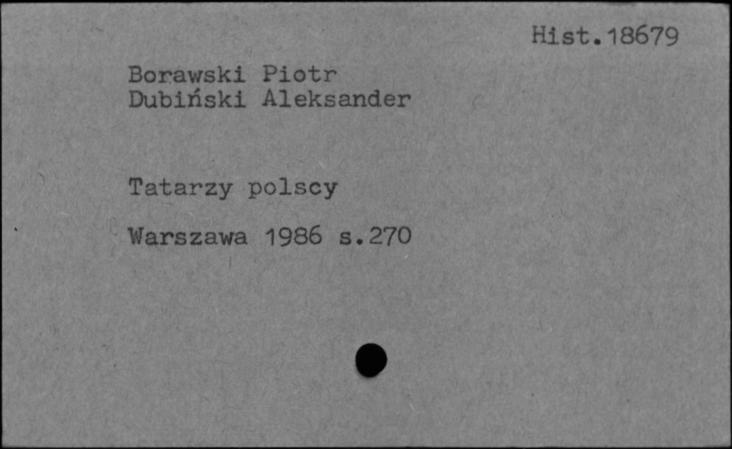 Hist.18679
Borawski Piotr
Dubiński Aleksander
Tatarzy polscy
Warszawa 1986 s.270